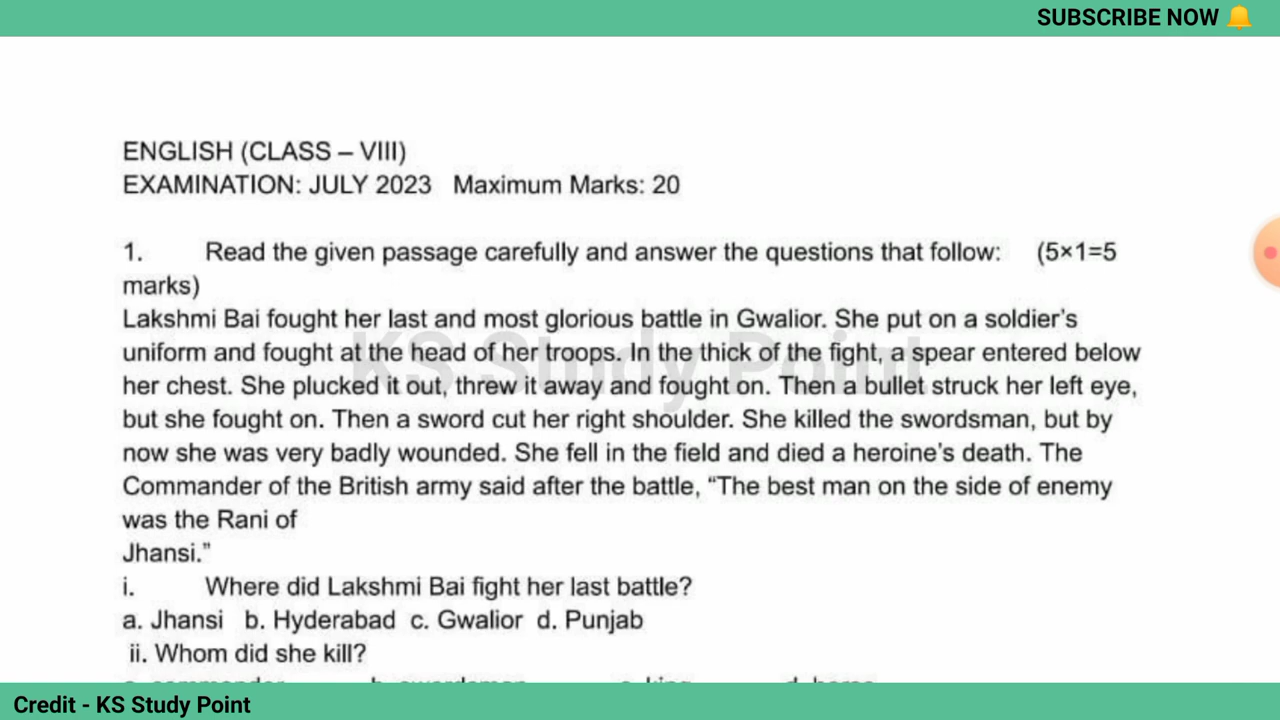 SUBSCRIBE NOW 🔔
ENGLISH (CLASS – VIII)
EXAMINATION: JULY 2023 Maximum Marks: 20
1. Read the given passage carefully and answer the questions that follow: (5×1=5
marks)
Lakshmi Bai fought her last and most glorious battle in Gwalior. She put on a soldier’s
uniform and fought at the head of her troops. In the thick of the fight, a spear entered below
her chest. She plucked it out, threw it away and fought on. Then a bullet struck her left eye,
but she fought on. Then a sword cut her right shoulder. She killed the swordsman, but by
now she was very badly wounded. She fell in the field and died a heroine’s death. The
Commander of the British army said after the battle, “The best man on the side of enemy
was the Rani of
Jhansi.”
i. Where did Lakshmi Bai fight her last battle?
a. Jhansi b. Hyderabad c. Gwalior d. Punjab
ii. Whom did she kill?
KS Study Point
Credit - KS Study Point